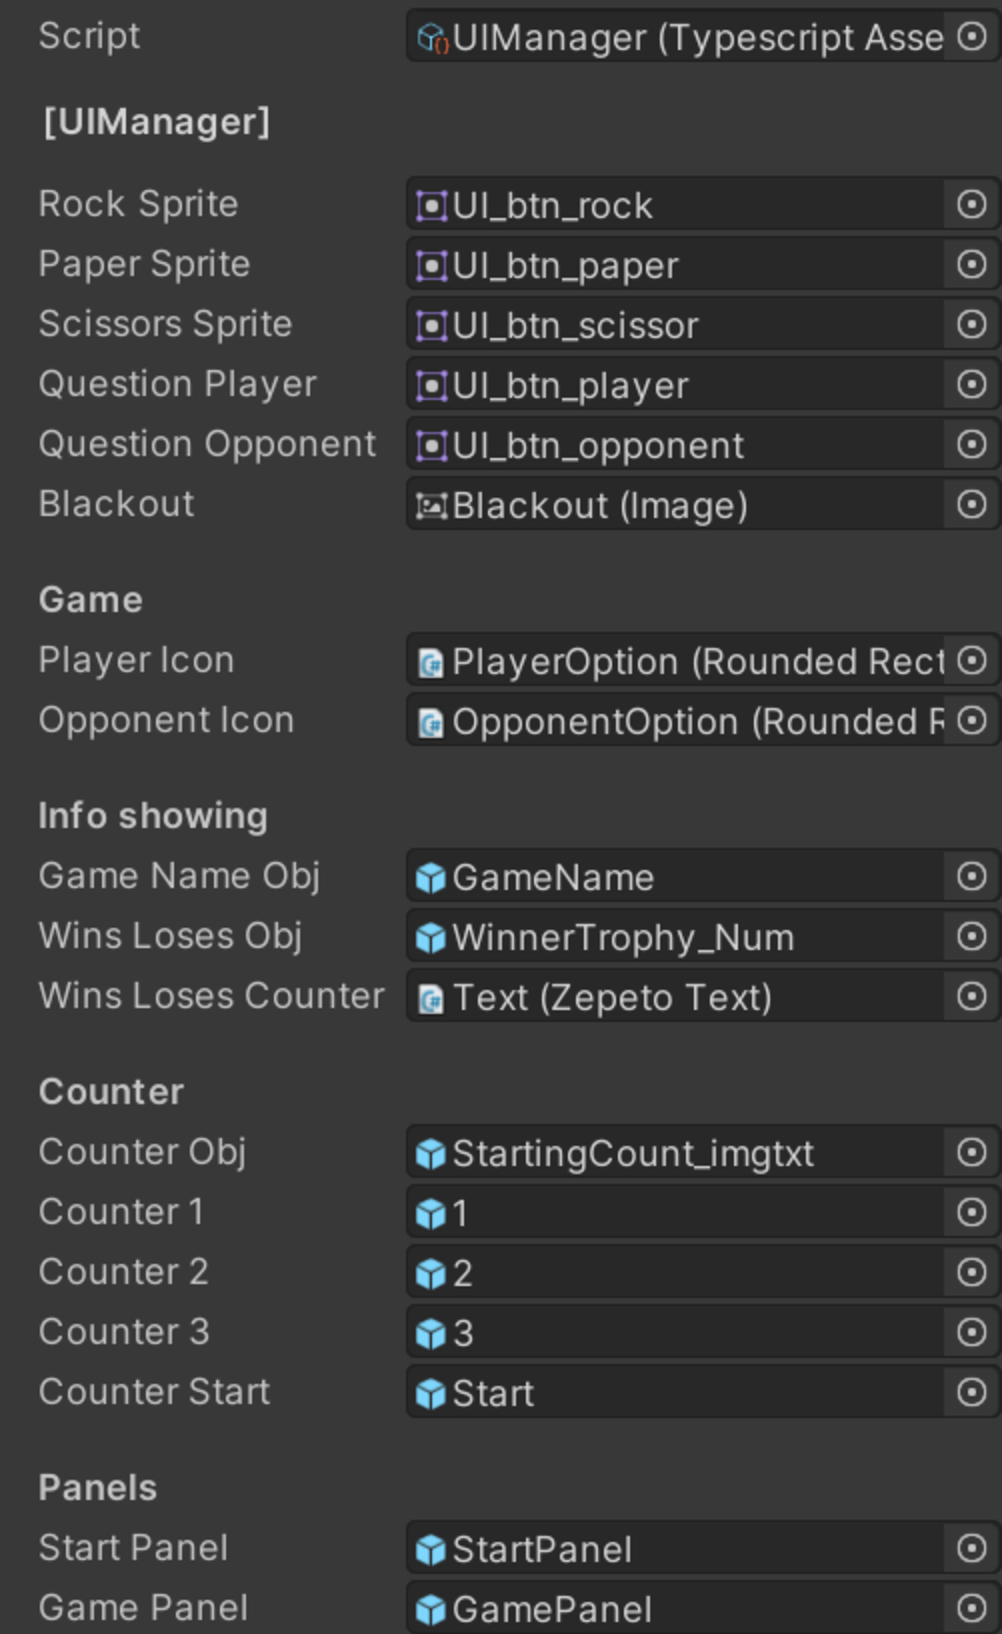 Script UIManager (Typescript Asse
[UIManager]
Rock Sprite UI_btn_rock
Paper Sprite UI_btn_paper
Scissors Sprite UI_btn_scissor
Question Player UI_btn_player
Question Opponent UI_btn_opponent
Blackout Blackout (Image)
Game
Player Icon PlayerOption (Rounded Rect
Opponent Icon OpponentOption (Rounded R
Info showing
Game Name Obj GameName
Wins Loses Obj WinnerTrophy_Num
Wins Loses Counter Text (Zepeto Text)
Counter
Counter Obj StartingCount_imgtxt
Counter 1 1
Counter 2 2
Counter 3 3
Counter Start Start
Panels
Start Panel StartPanel
Game Panel GamePanel